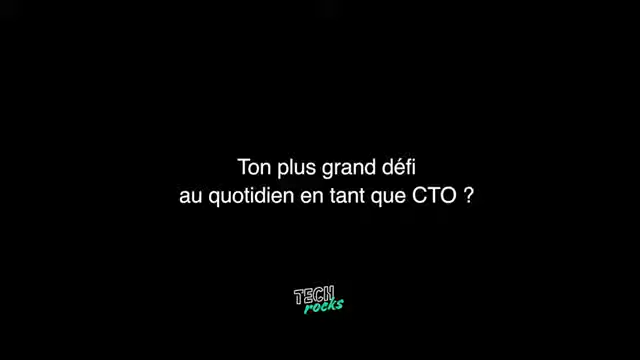 Ton plus grand défi
au quotidien en tant que CTO ?
TECH
rocks